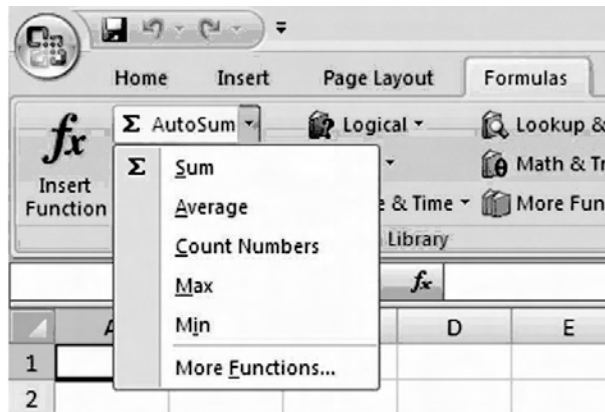 Home Insert Page Layout Formulas
fx Σ AutoSum Logical Lookup &
Insert Function
Σ Sum
Math & Tr
Average
e & Time
More Fun
Count Numbers
Library
Max
fx
Min
D E
More Functions...
1
2